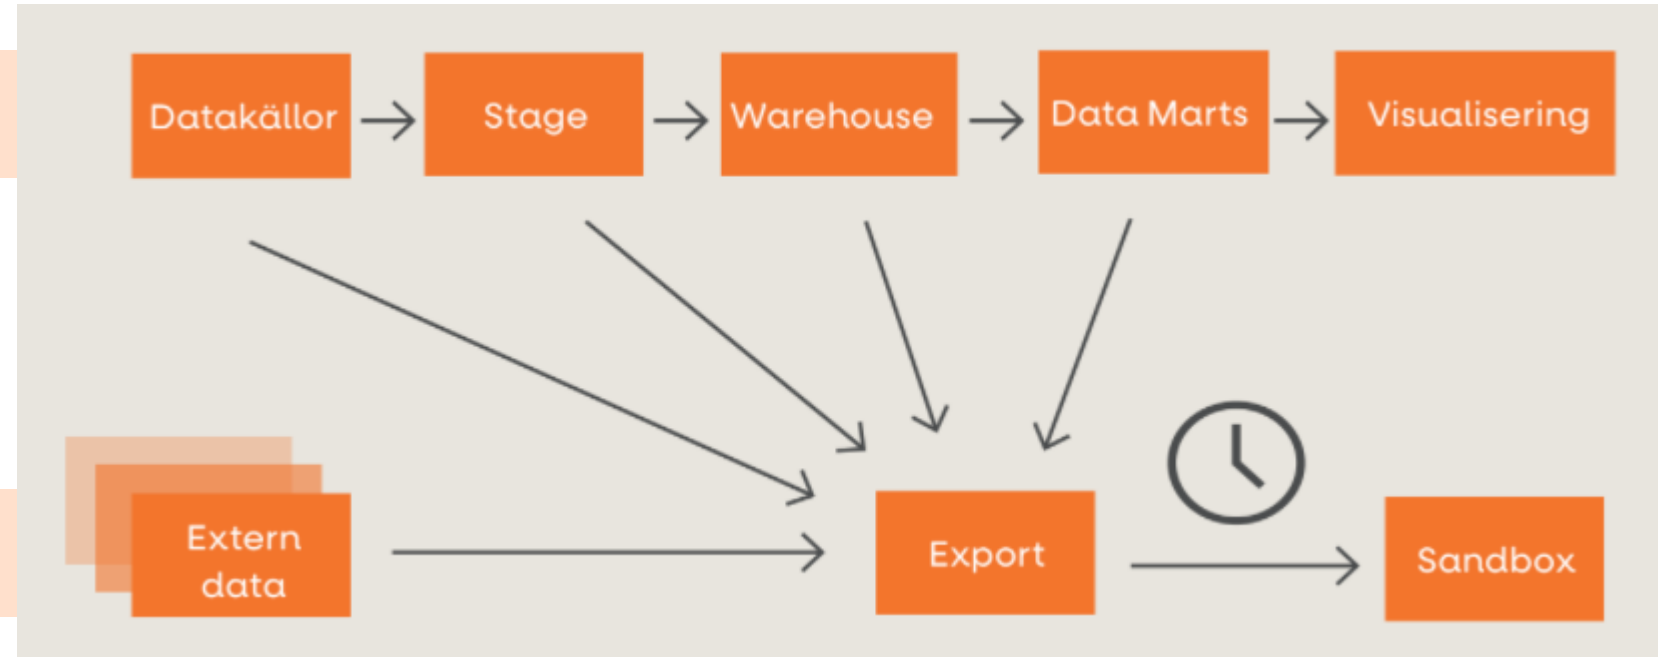 Datakällor
Stage
Warehouse
Data Marts
Visualisering
Extern
data
Export
Sandbox